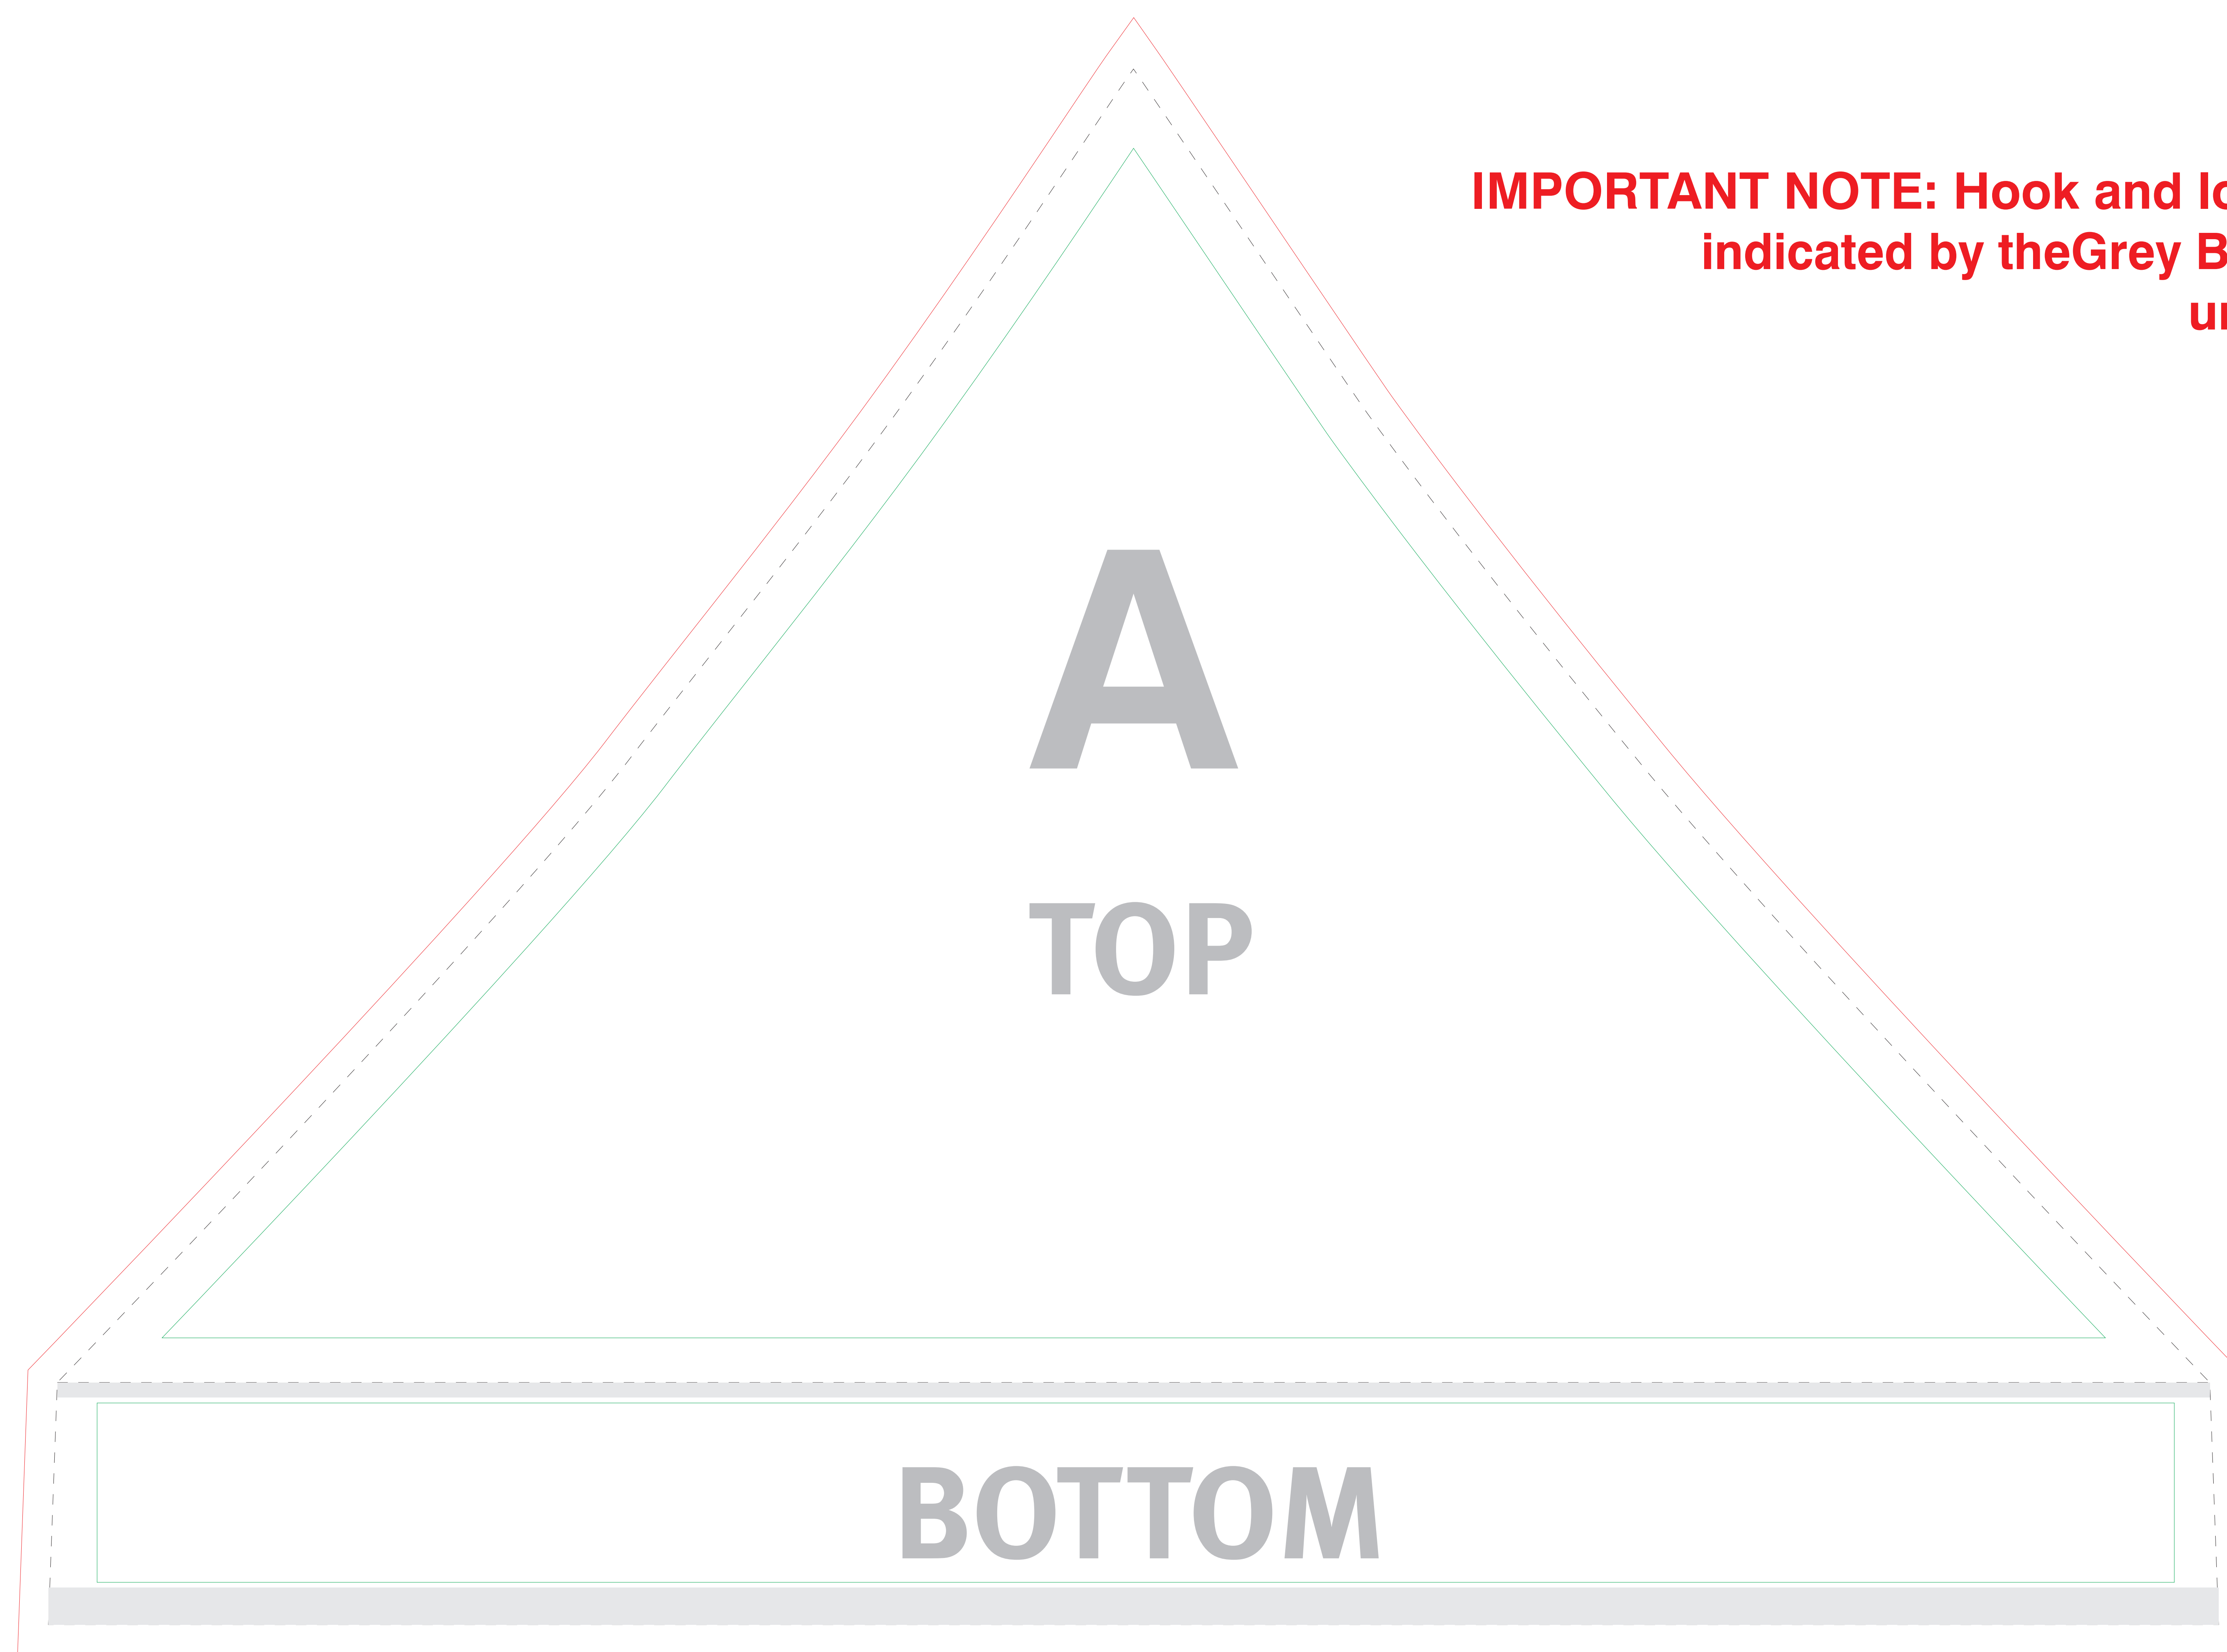 IMPORTANT NOTE: Hook and
indicated by theGrey
A
TOP
BOTTOM